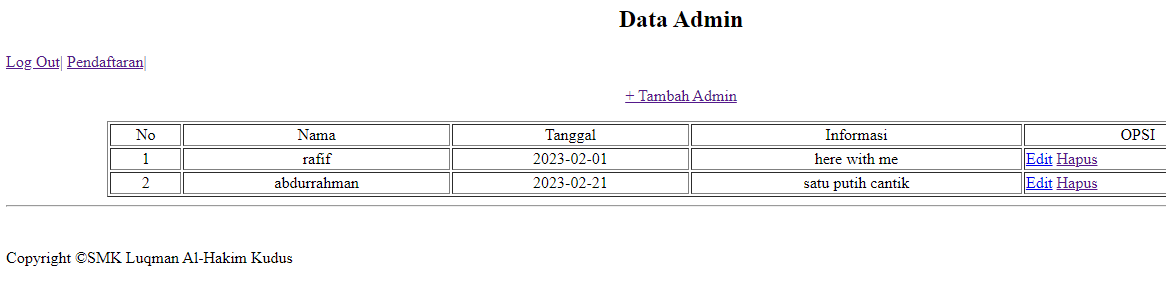 Data Admin
Log Out| Pendaftaran|
+ Tambah Admin
No Nama Tanggal Informasi OPSI
1 rafif 2023-02-01 here with me Edit Hapus
2 abdurrahman 2023-02-21 satu putih cantik Edit Hapus
Copyright ©SMK Luqman Al-Hakim Kudus